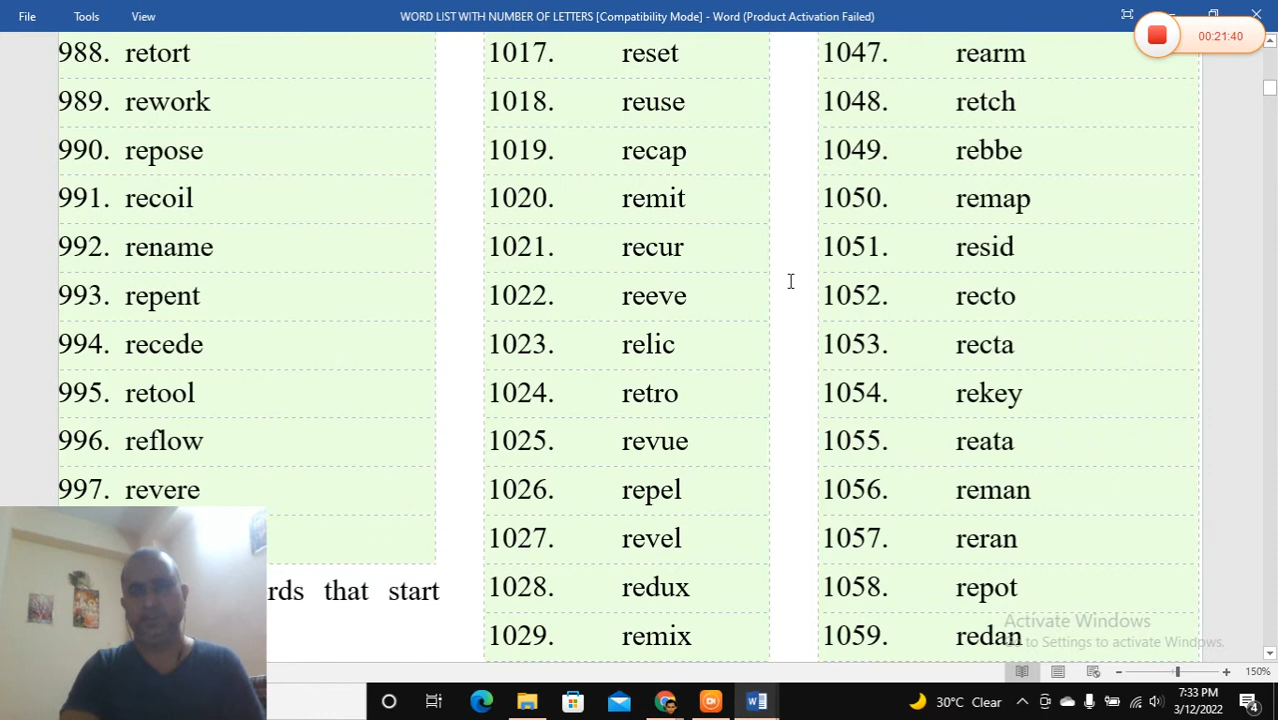 File Tools View WORD LIST WITH NUMBER OF LETTERS [Compatibility Mode] - Word (Product Activation Failed)
00:21:40
988. retort
989. rework
990. repose
991. recoil
992. rename
993. repent
994. recede
995. retool
996. reflow
997. revere
rds that start
1017. reset
1018. reuse
1019. recap
1020. remit
1021. recur
1022. reeve
1023. relic
1024. retro
1025. revue
1026. repel
1027. revel
1028. redux
1029. remix
1047. rearm
1048. retch
1049. rebbe
1050. remap
1051. resid
1052. recto
1053. recta
1054. rekey
1055. reata
1056. reman
1057. reran
1058. repot
1059. redan
Activate Windows
Go to Settings to activate Windows.
150%
30°C Clear
7:33 PM
3/12/2022
4